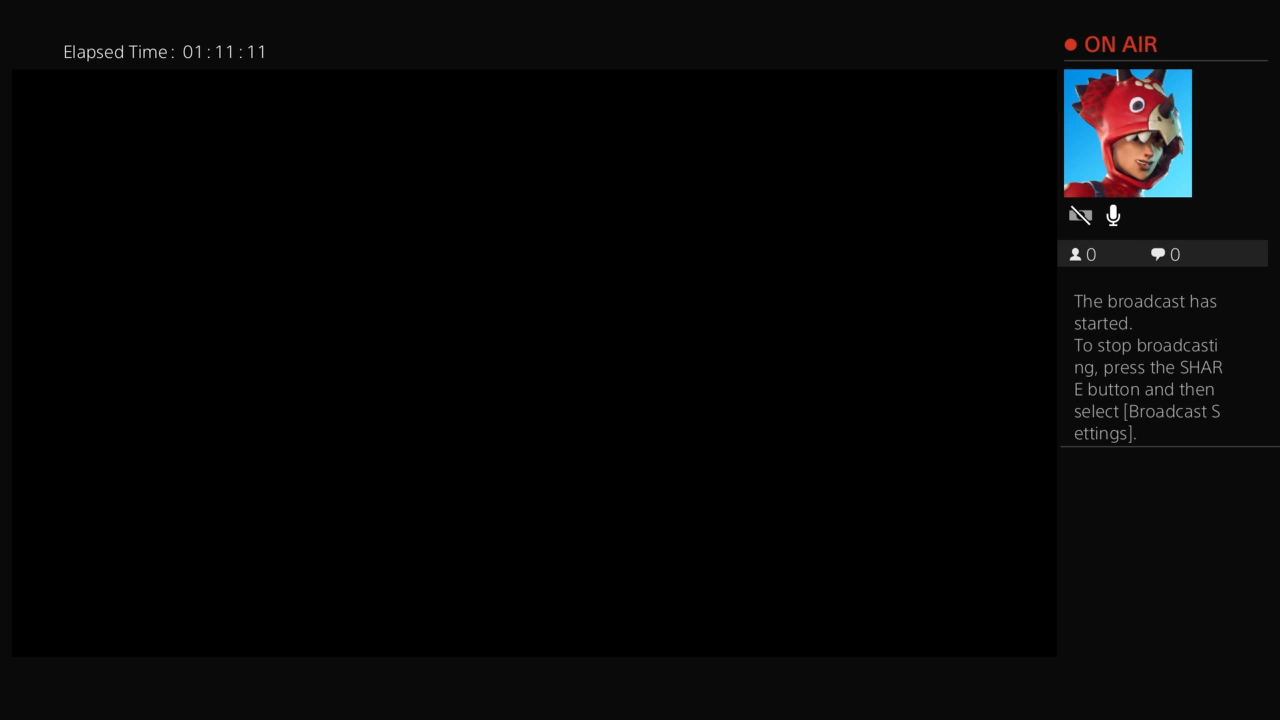 Elapsed Time: 01:11:11
ON AIR
0 0
The broadcast has
started.
To stop broadcasti
ng, press the SHAR
E button and then
select [Broadcast S
ettings].